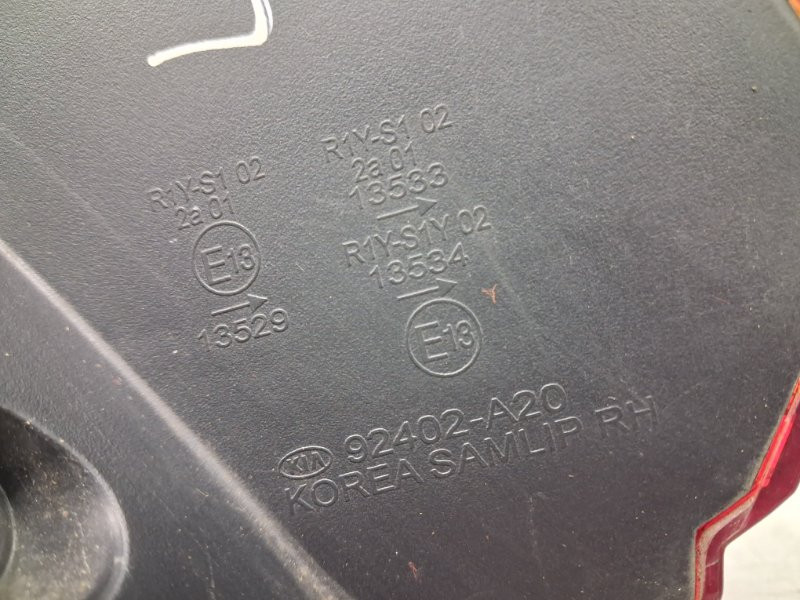 R1Y-S1 02
2a 01
E13
→
13529
R1Y-S1 02
2a 01
13533
→
R1Y-S1Y 02
13534
→
E13
KIA 92402-A20
KOREA SAMLIP RH